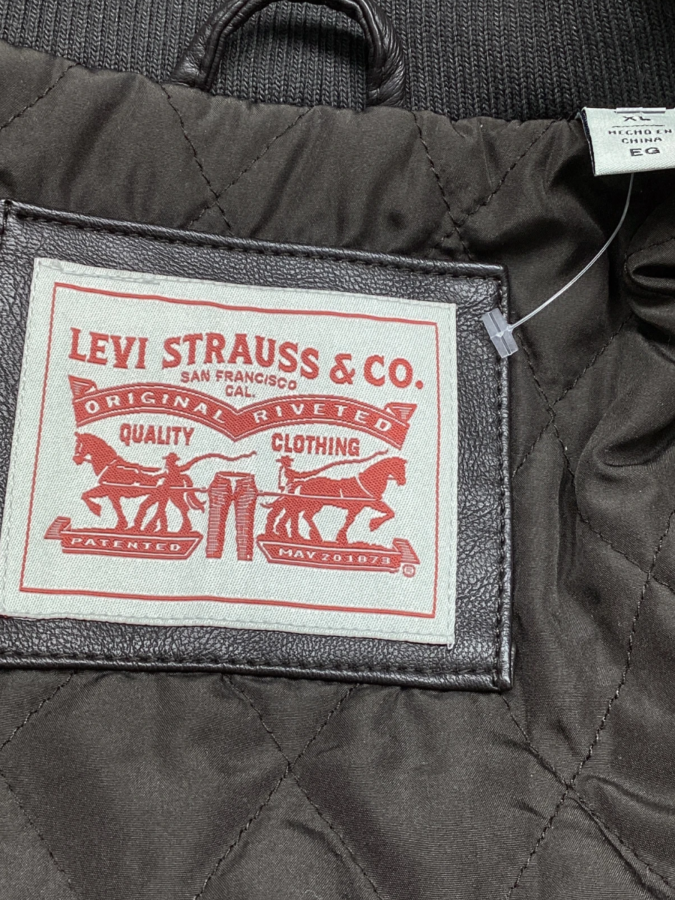 XL
HECHO EN
CHINA
EG
LEVI STRAUSS & CO.
SAN FRANCISCO
CAL.
ORIGINAL RIVETED
QUALITY CLOTHING
PATENTED MAY 20 1873 ®